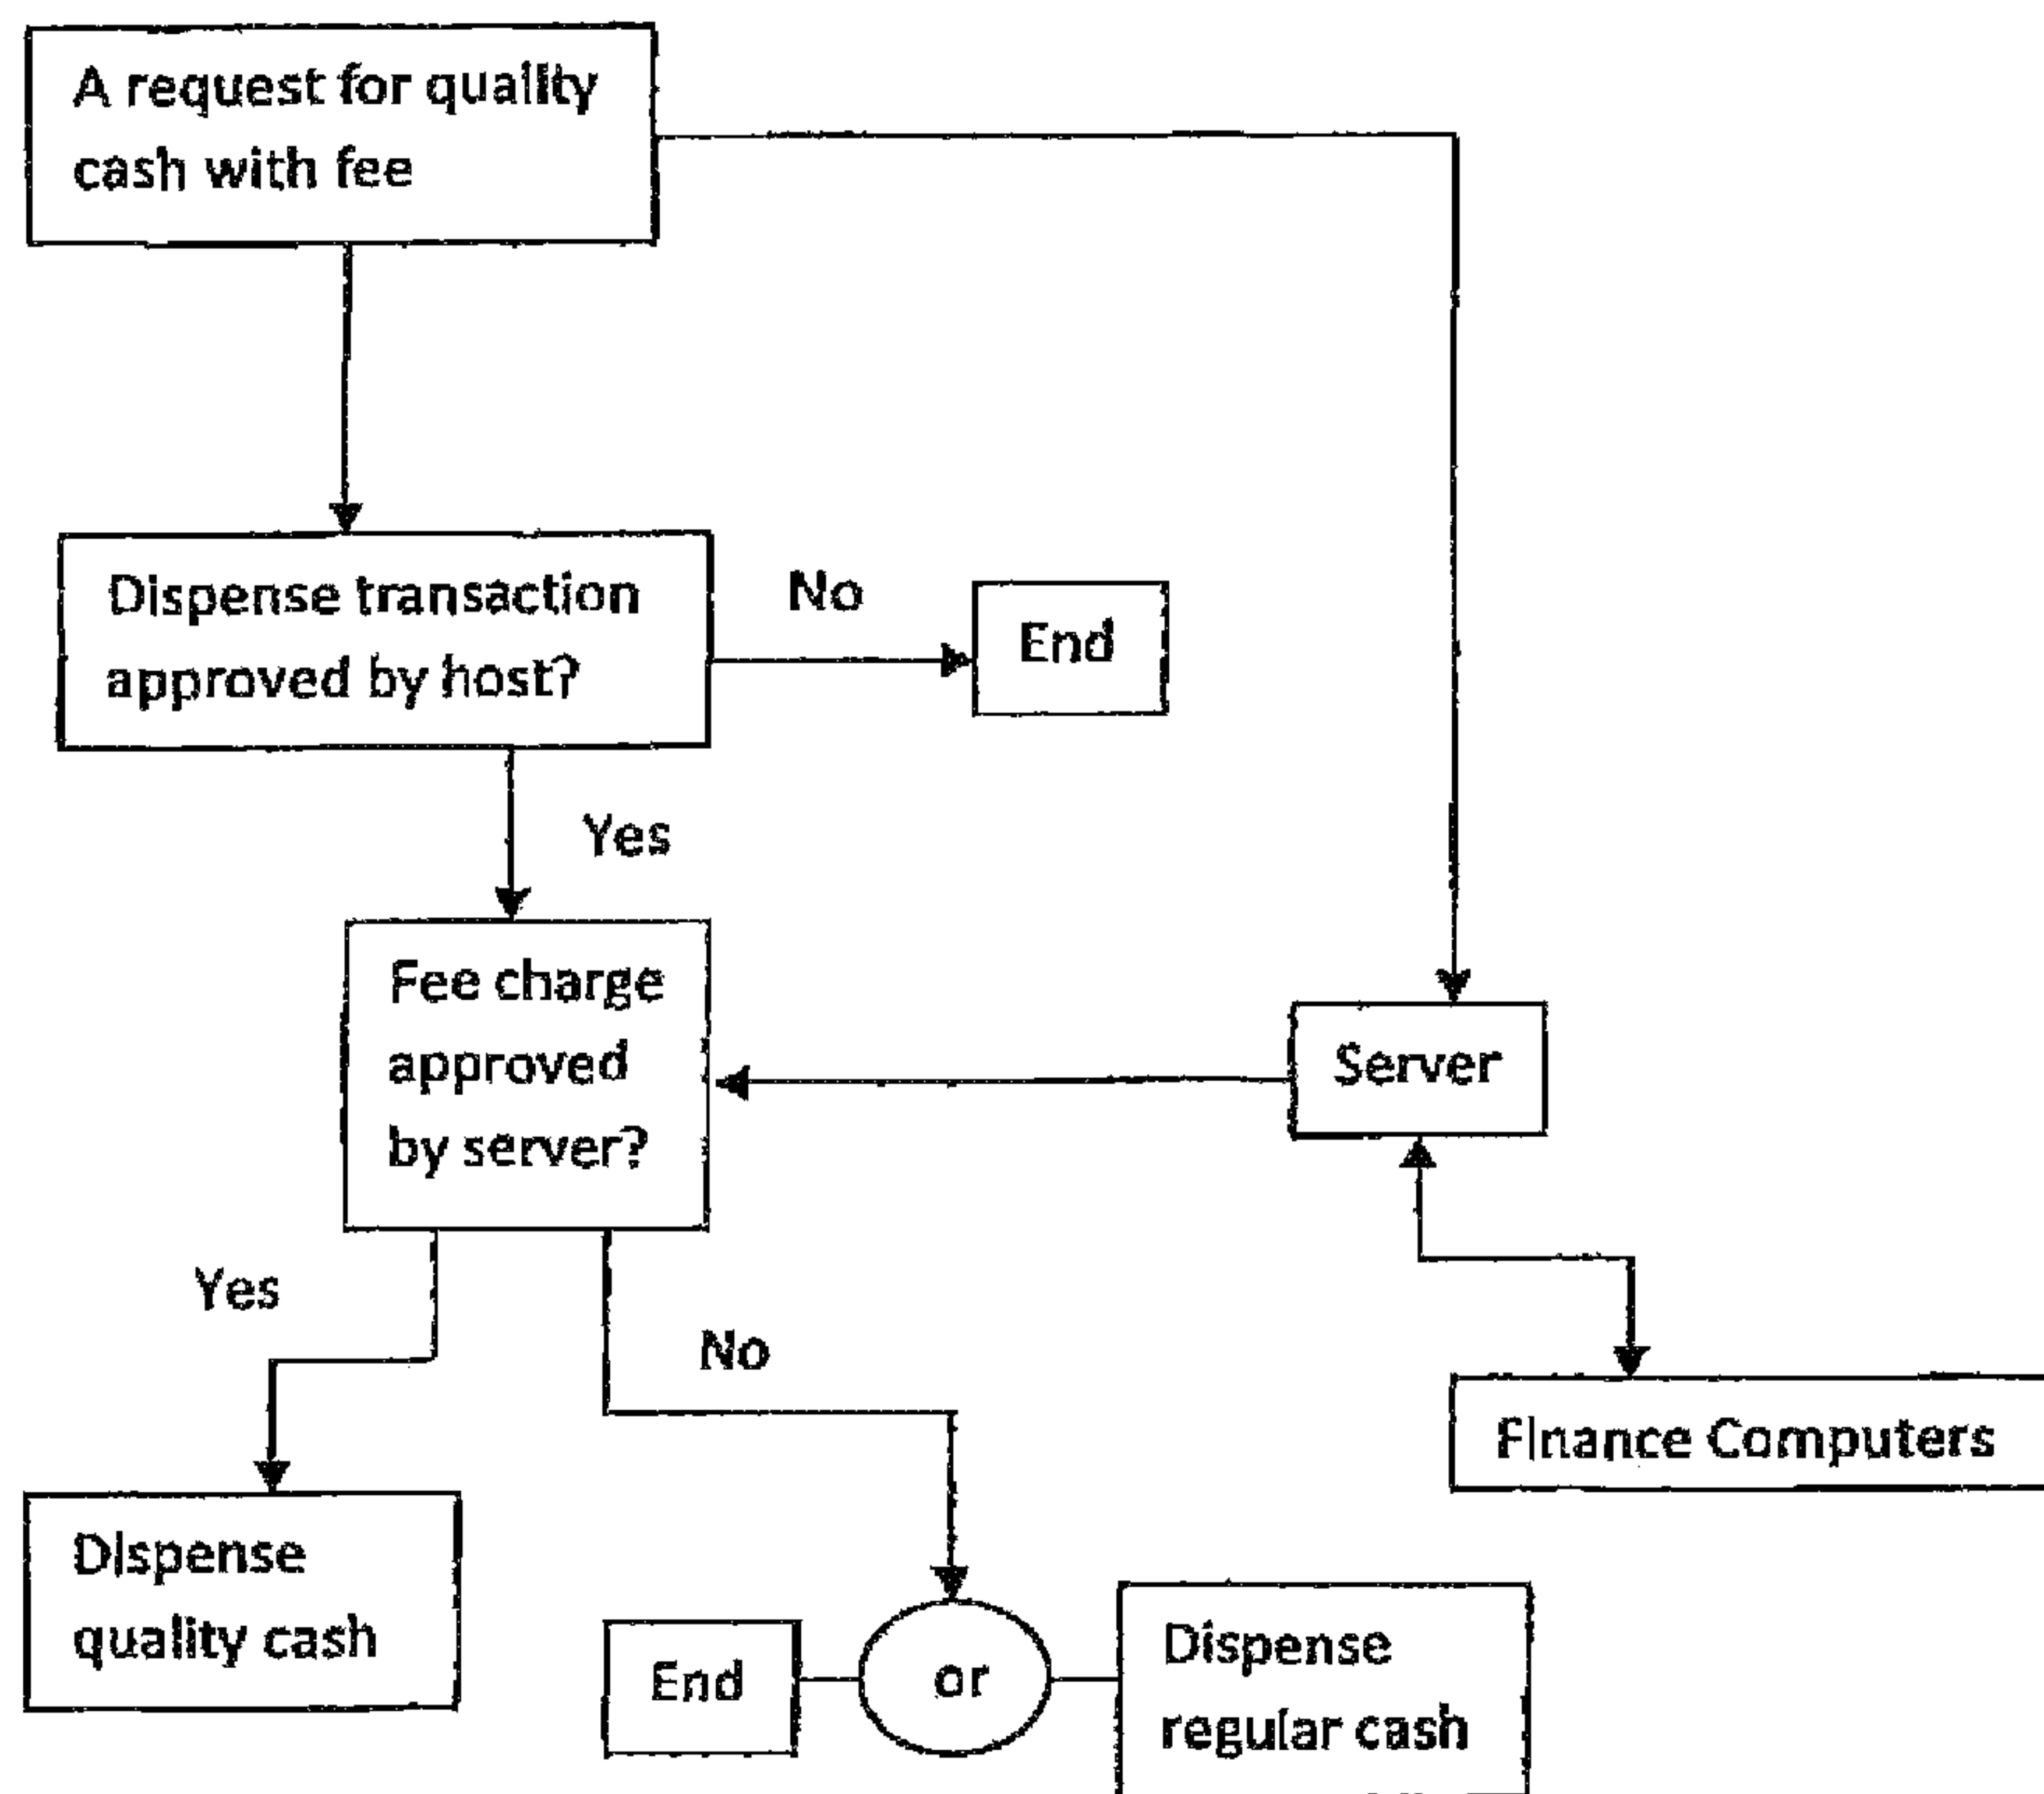 A request for quality
cash with fee
Dispense transaction
approved by host?
No
End
Yes
Fee charge
approved
by server?
Server
Yes
No
Finance Computers
Dispense
quality cash
End
or
Dispense
regular cash